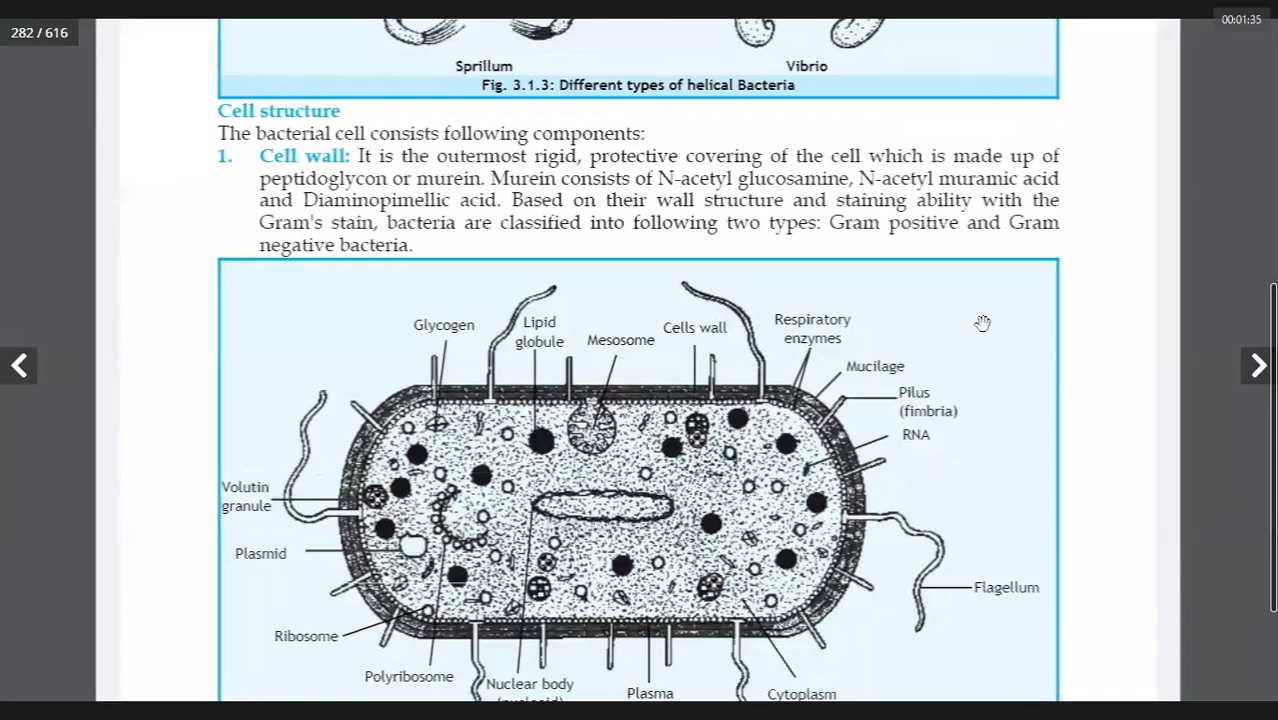 282 / 616
00:01:35
Sprillum
Vibrio
Fig. 3.1.3: Different types of helical Bacteria
Cell structure
The bacterial cell consists following components:
1. Cell wall: It is the outermost rigid, protective covering of the cell which is made up of
peptidoglycon or murein. Murein consists of N-acetyl glucosamine, N-acetyl muramic acid
and Diaminopimellic acid. Based on their wall structure and staining ability with the
Gram's stain, bacteria are classified into following two types: Gram positive and Gram
negative bacteria.
Glycogen
Lipid
globule
Mesosome
Cells wall
Respiratory
enzymes
Mucilage
Pilus
(fimbria)
RNA
Volutin
granule
Plasmid
Flagellum
Ribosome
Polyribosome
Nuclear body
Plasma
Cytoplasm